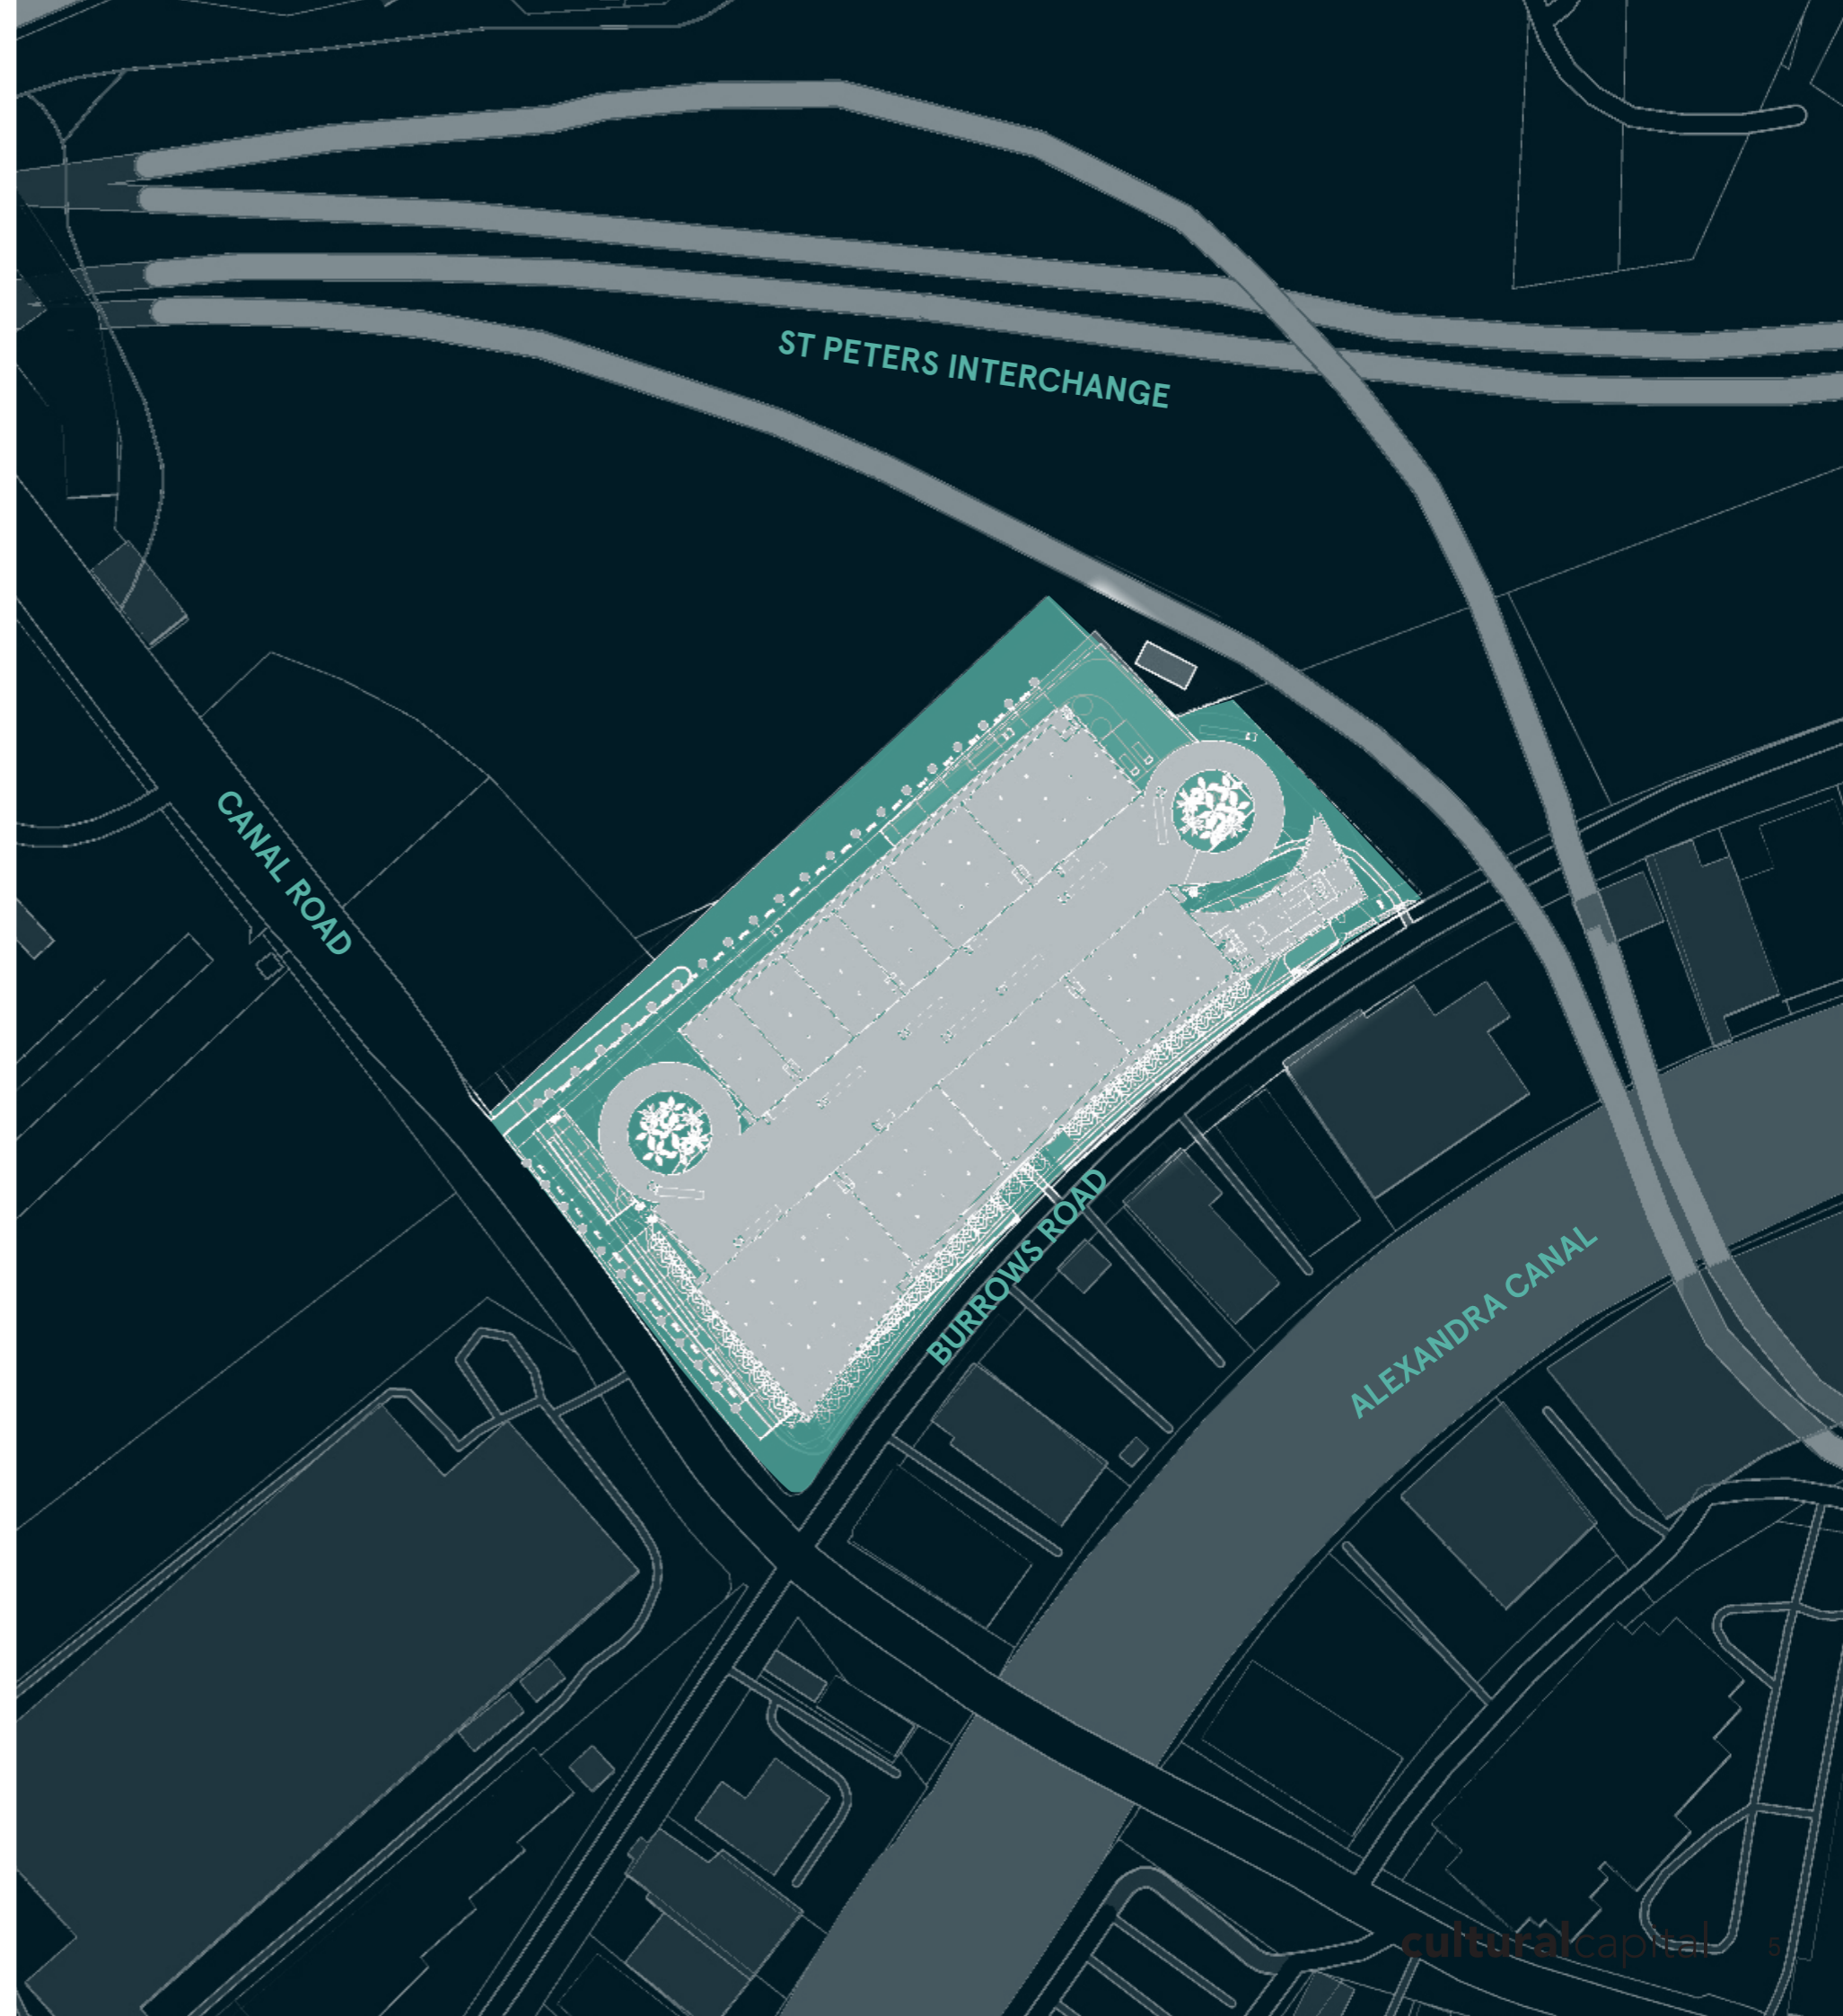 ST PETERS INTERCHANGE
CANAL ROAD
BURROWS ROAD
ALEXANDRA CANAL
culturalcapital 5